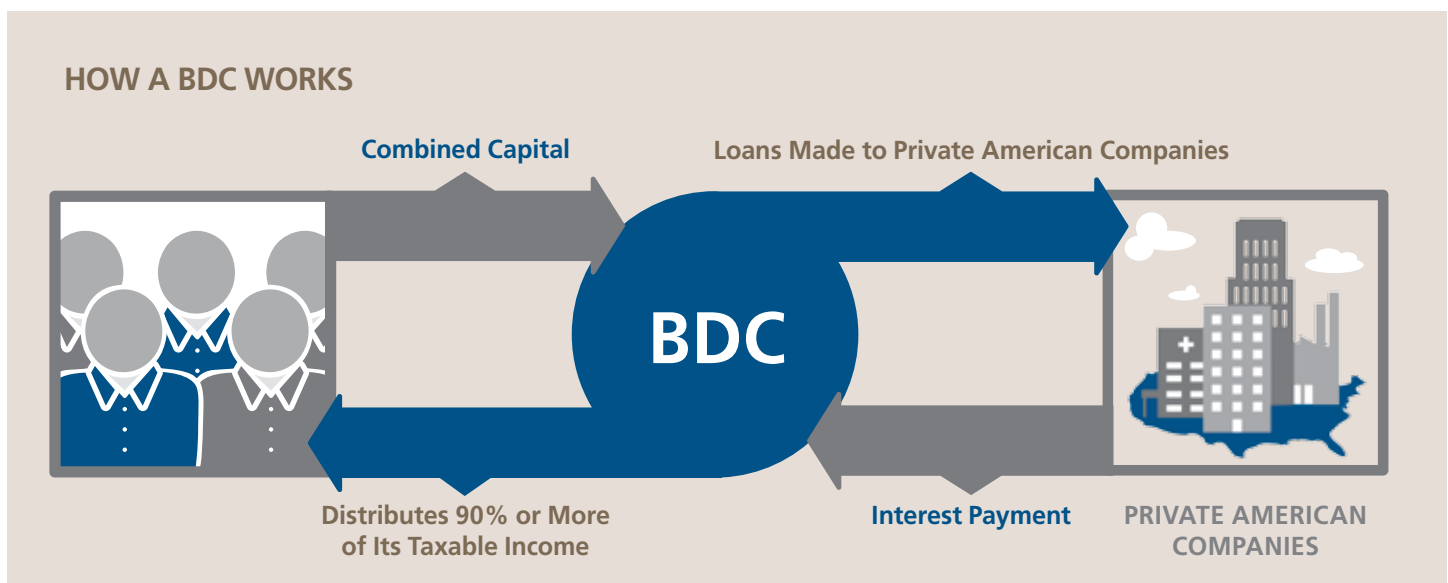 HOW A BDC WORKS
Combined Capital
Loans Made to Private American Companies
BDC
Distributes 90% or More
of Its Taxable Income
Interest Payment
PRIVATE AMERICAN
COMPANIES